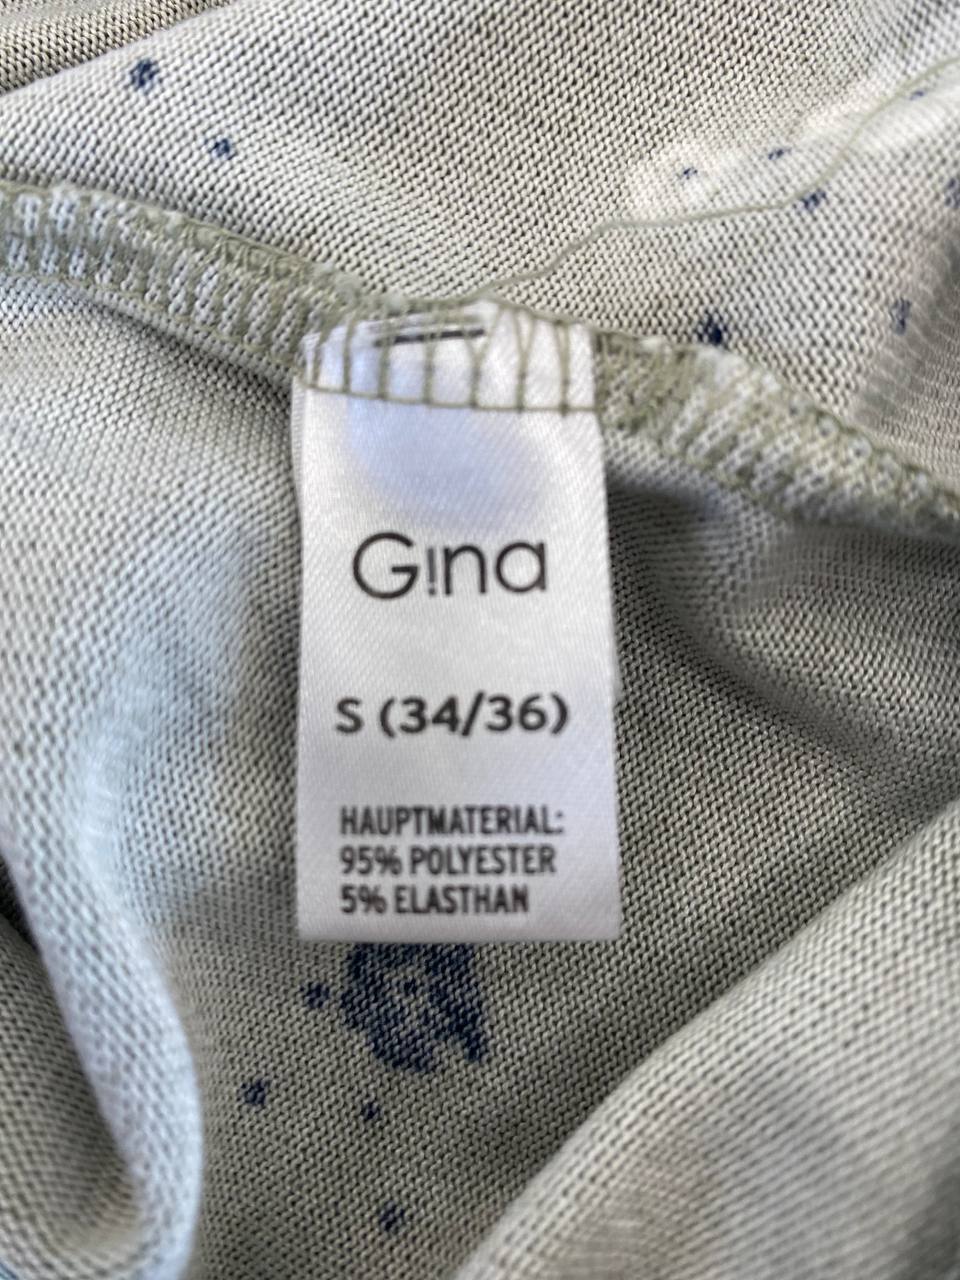 G!na
S (34/36)
HAUPTMATERIAL:
95% POLYESTER
5% ELASTHAN